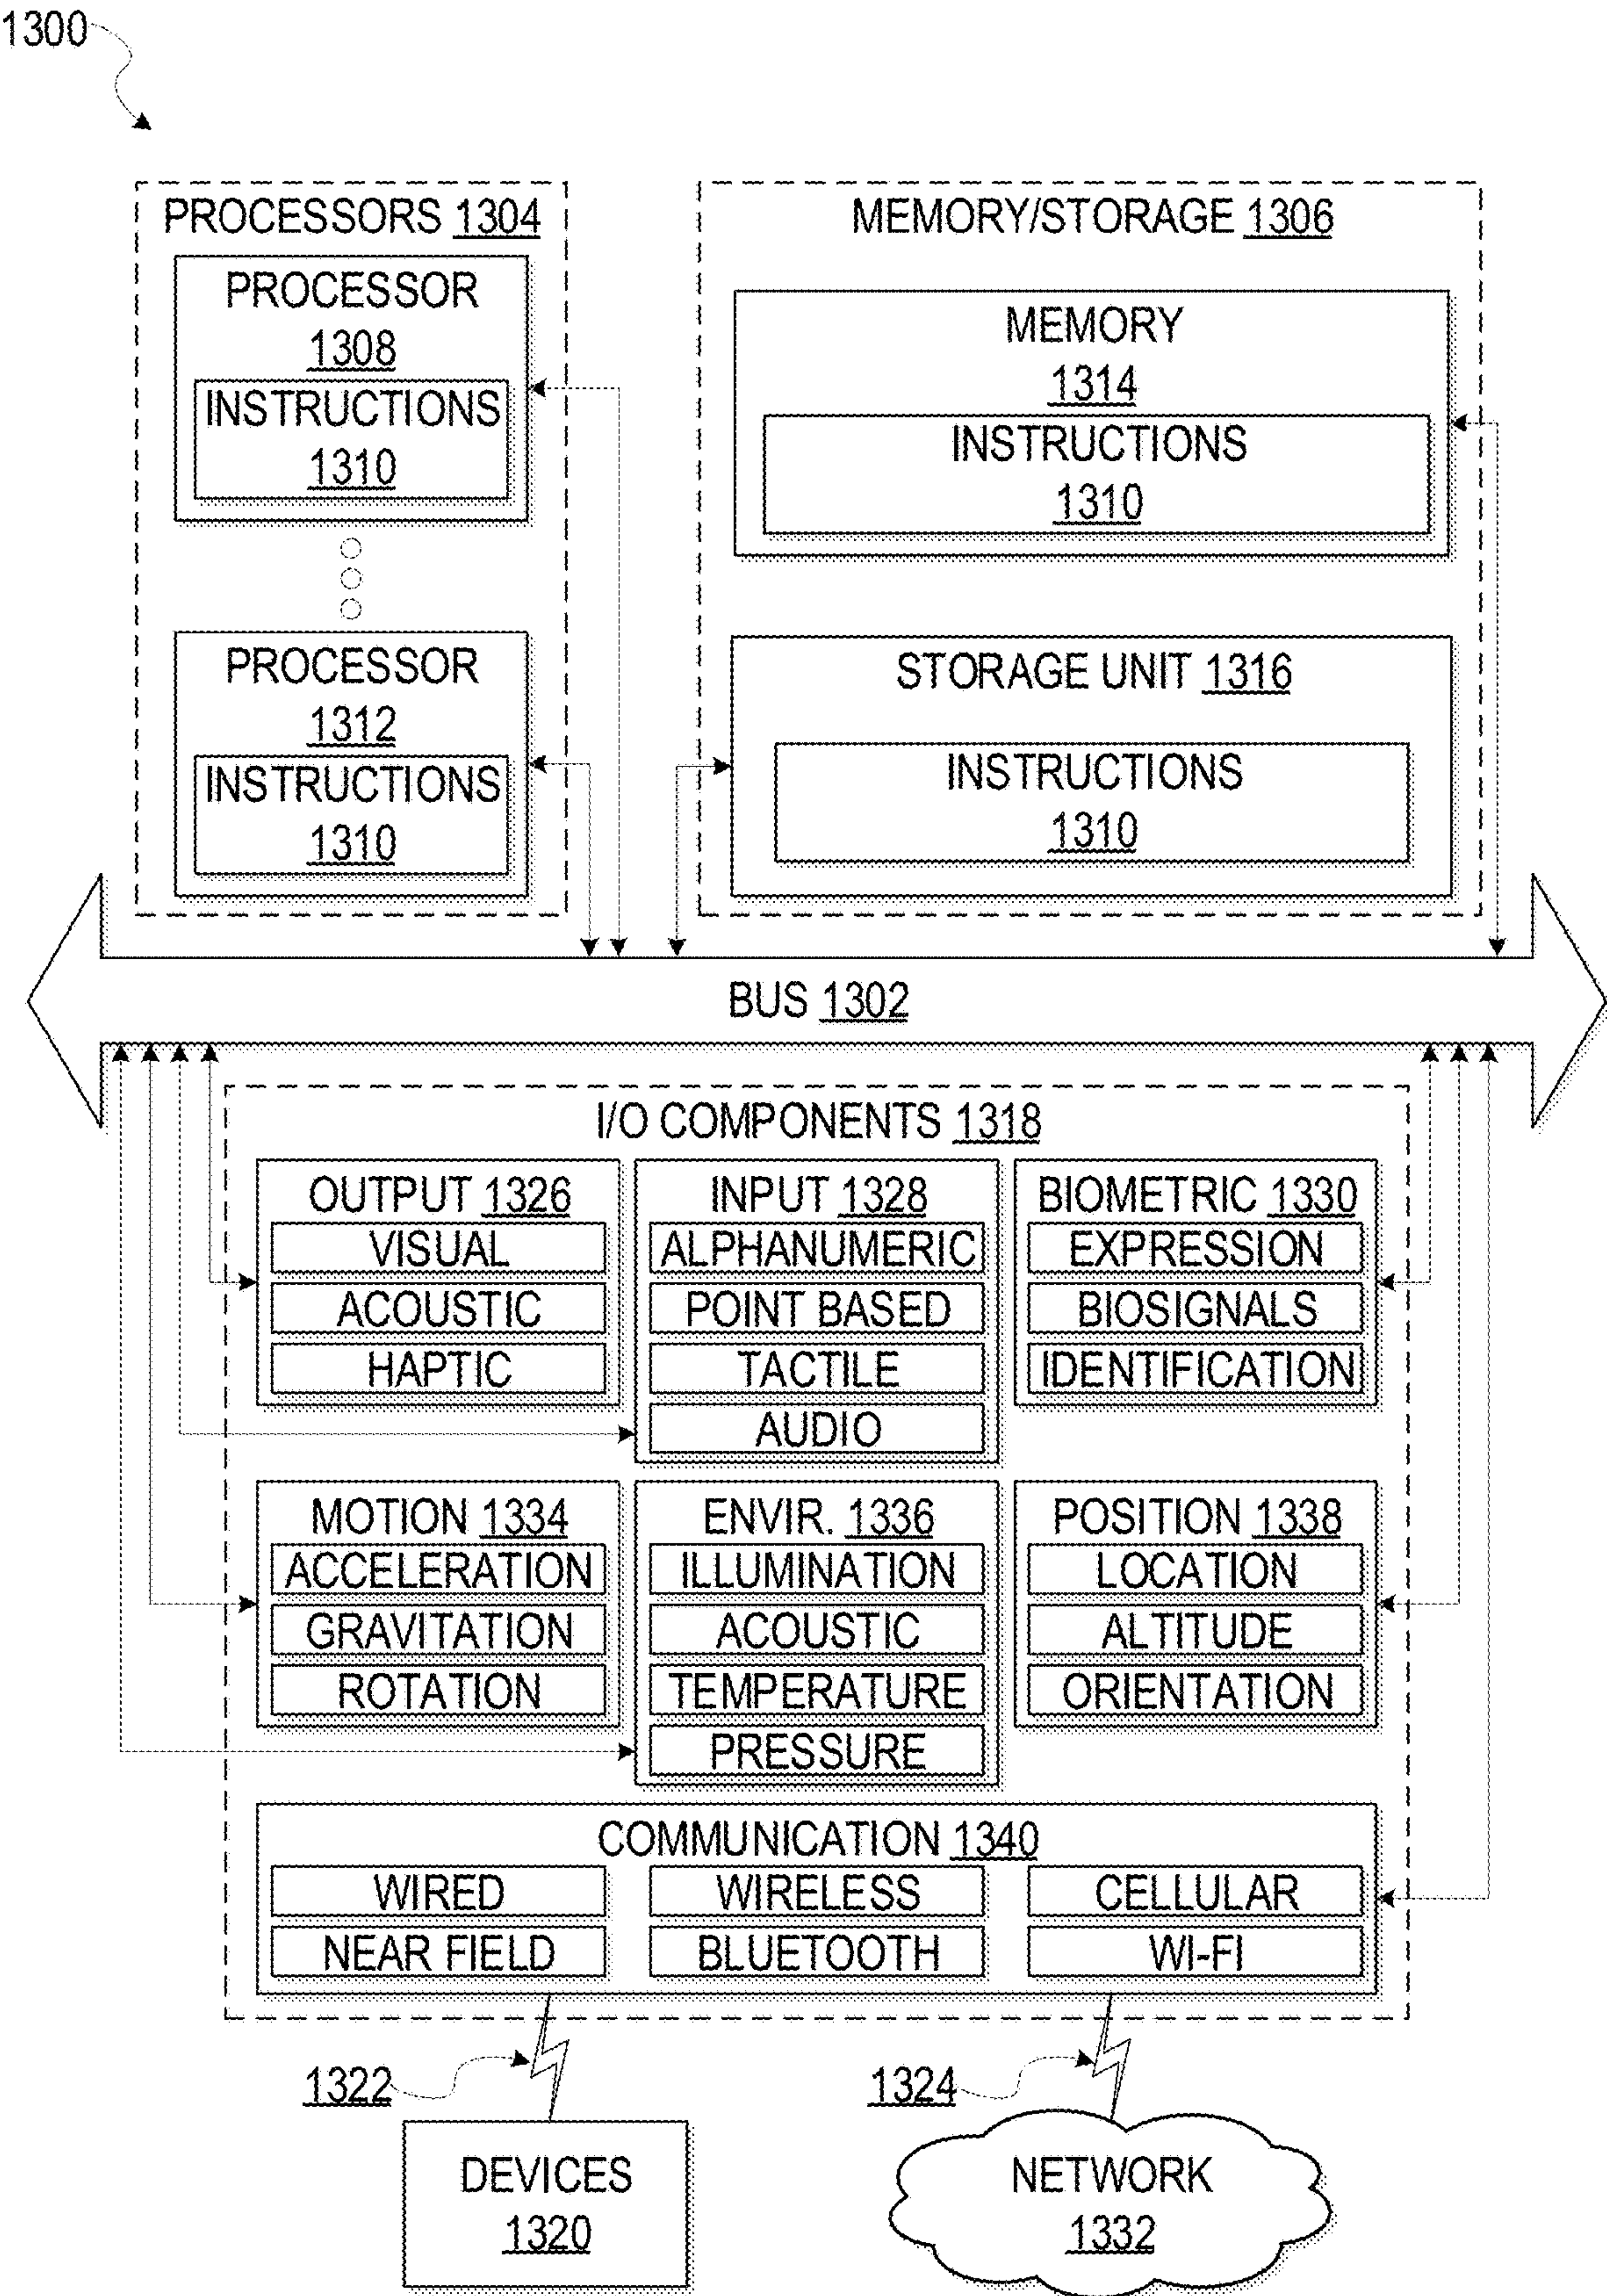 1300
PROCESSORS 1304
PROCESSOR
1308
INSTRUCTIONS
1310
PROCESSOR
1312
INSTRUCTIONS
1310
MEMORY/STORAGE 1306
MEMORY
1314
INSTRUCTIONS
1310
STORAGE UNIT 1316
INSTRUCTIONS
1310
BUS 1302
I/O COMPONENTS 1318
OUTPUT 1326
VISUAL
ACOUSTIC
HAPTIC
INPUT 1328
ALPHANUMERIC
POINT BASED
TACTILE
AUDIO
BIOMETRIC 1330
EXPRESSION
BIOSIGNALS
IDENTIFICATION
MOTION 1334
ACCELERATION
GRAVITATION
ROTATION
ENVIR. 1336
ILLUMINATION
ACOUSTIC
TEMPERATURE
PRESSURE
POSITION 1338
LOCATION
ALTITUDE
ORIENTATION
COMMUNICATION 1340
WIRED
WIRELESS
CELLULAR
NEAR FIELD
BLUETOOTH
WI-FI
1322
1324
DEVICES
1320
NETWORK
1332